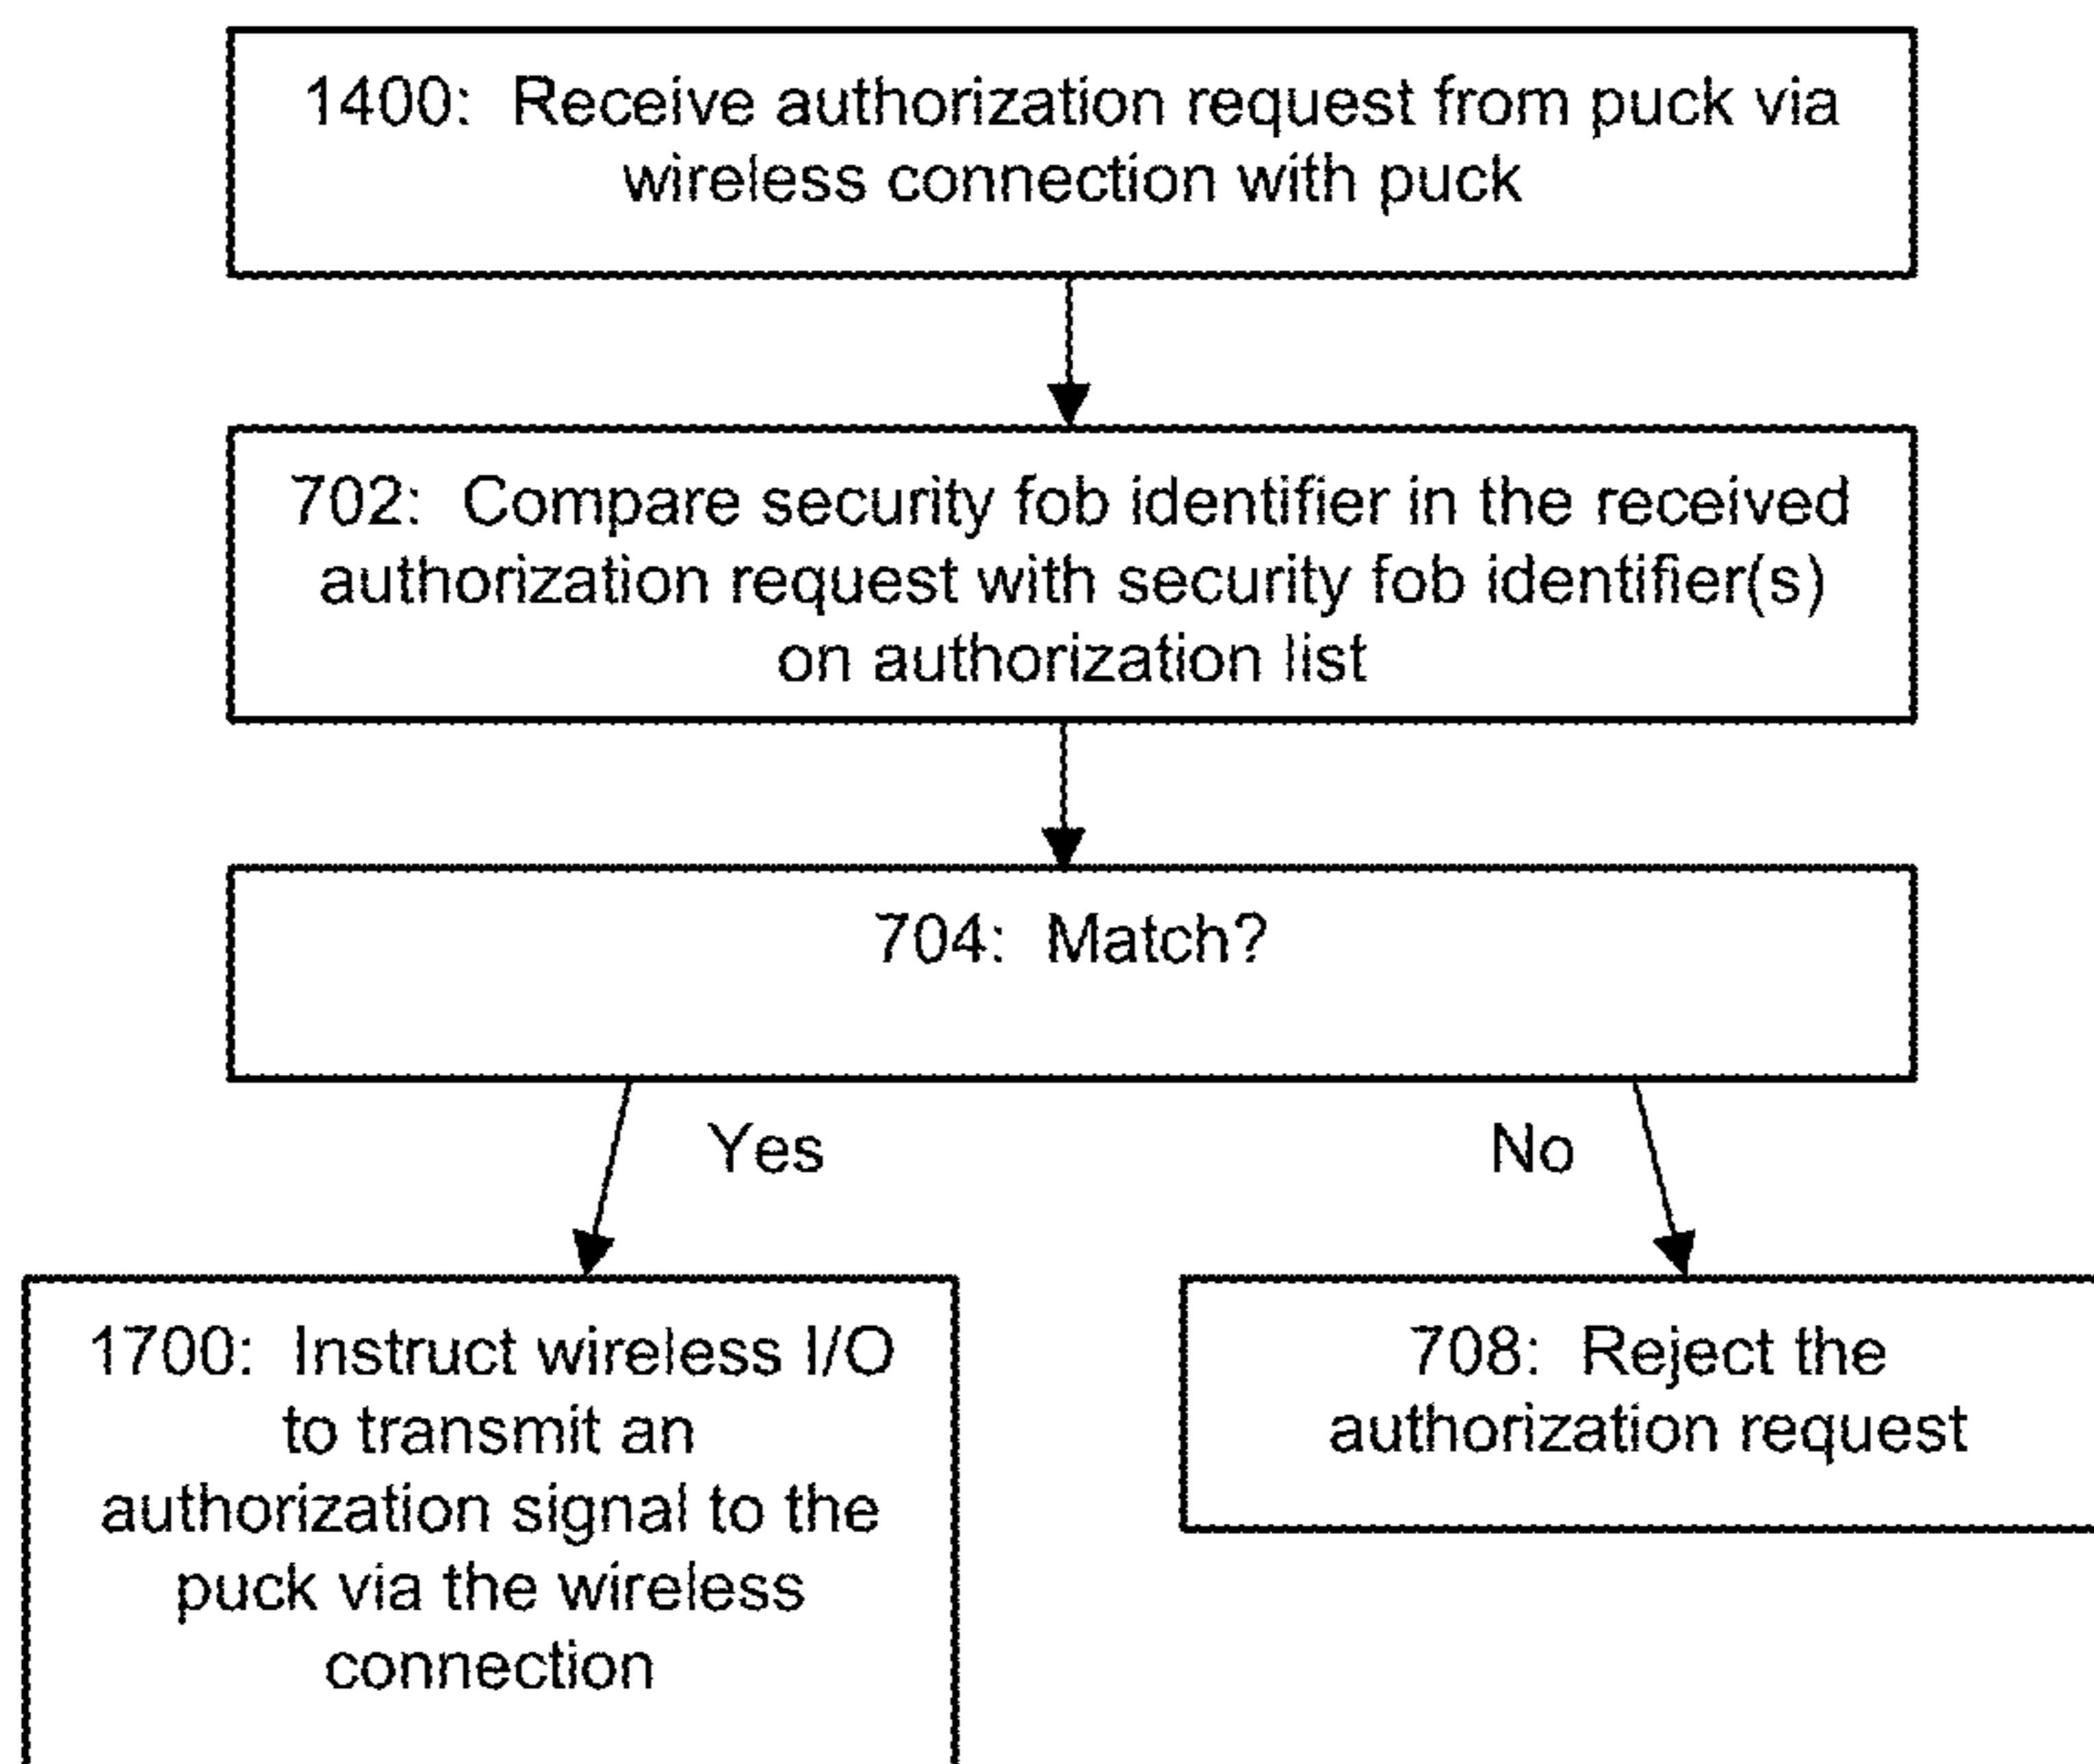 1400: Receive authorization request from puck via
wireless connection with puck
702: Compare security fob identifier in the received
authorization request with security fob identifier(s)
on authorization list
704: Match?
Yes
No
1700: Instruct wireless I/O
to transmit an
authorization signal to the
puck via the wireless
connection
708: Reject the
authorization request